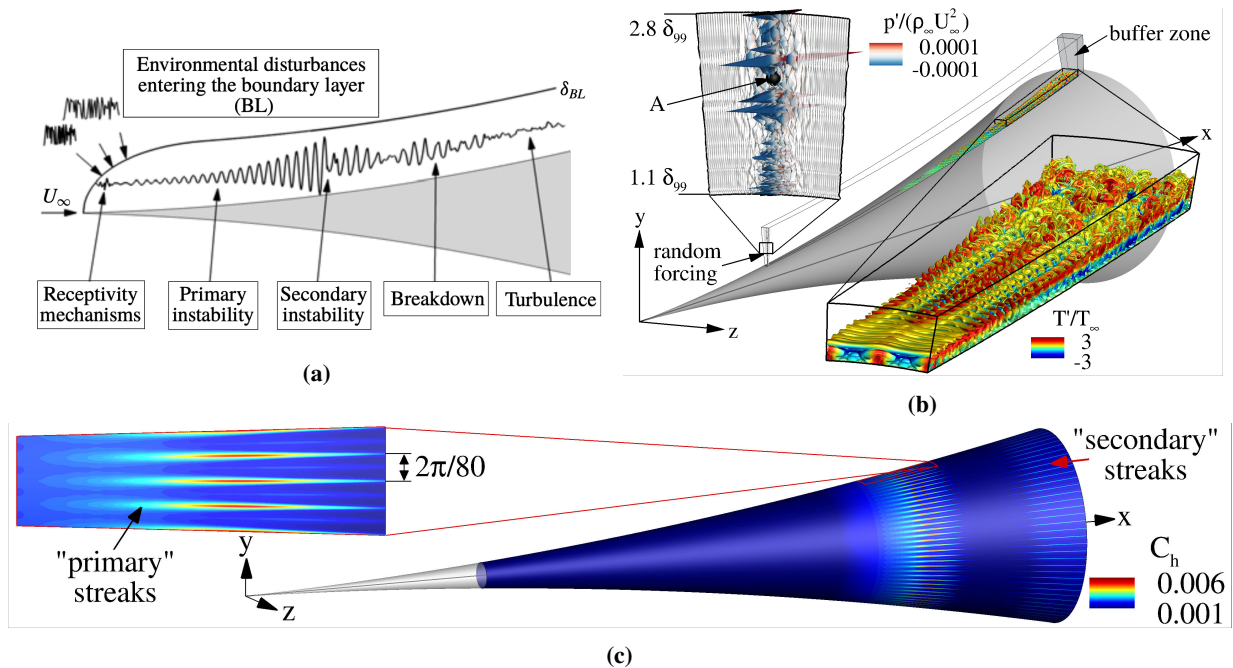 Environmental disturbances
entering the boundary layer
(BL)
δ_BL
U_∞
Receptivity
mechanisms
Primary
instability
Secondary
instability
Breakdown
Turbulence
(a)
2.8 δ_99
p'/(ρ_∞ U_∞^2)
0.0001
-0.0001
buffer zone
A
x
1.1 δ_99
y
random
forcing
z
T'/T_∞
3
-3
(b)
"secondary"
streaks
2π/80
x
"primary"
streaks
y
z
C_h
0.006
0.001
(c)